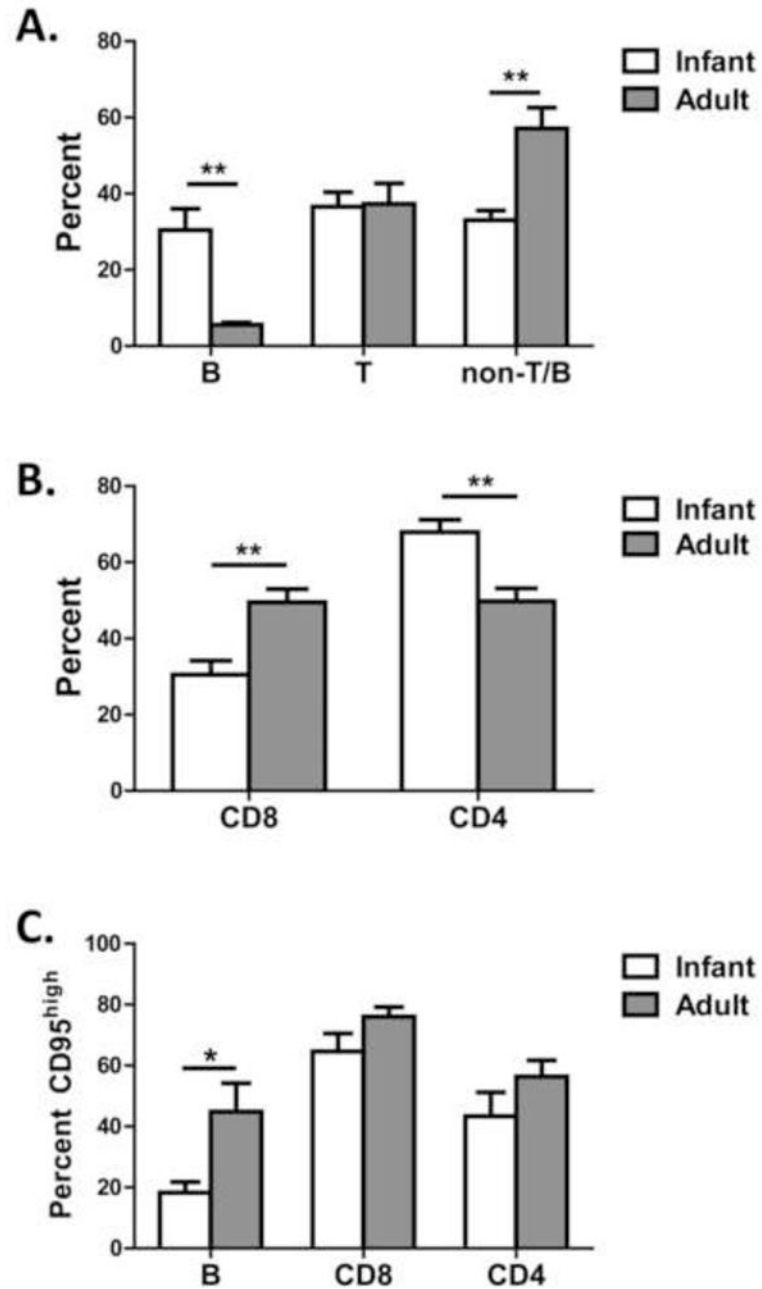 A.
80
60
40
20
0
Percent
**
**
B
T
non-T/B
Infant
Adult
B.
80
60
40
20
0
Percent
**
**
CD8
CD4
Infant
Adult
C.
100
80
60
40
20
0
Percent CD95high
*
B
CD8
CD4
Infant
Adult